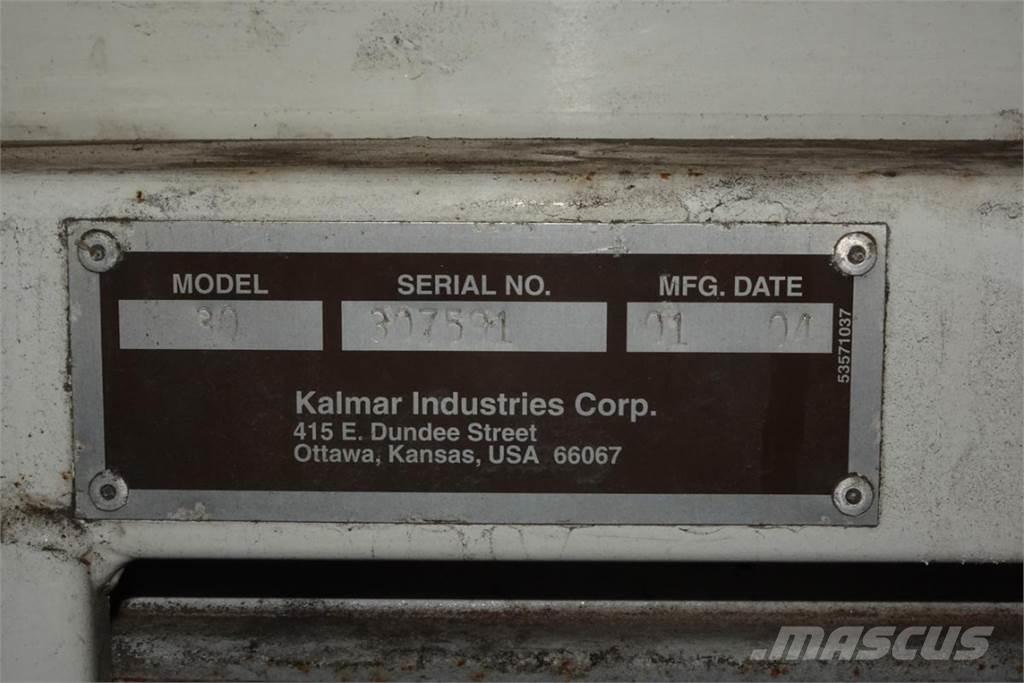 MODEL SERIAL NO. MFG. DATE
30 307591 01 04
53571037
Kalmar Industries Corp.
415 E. Dundee Street
Ottawa, Kansas, USA 66067
MASCUS